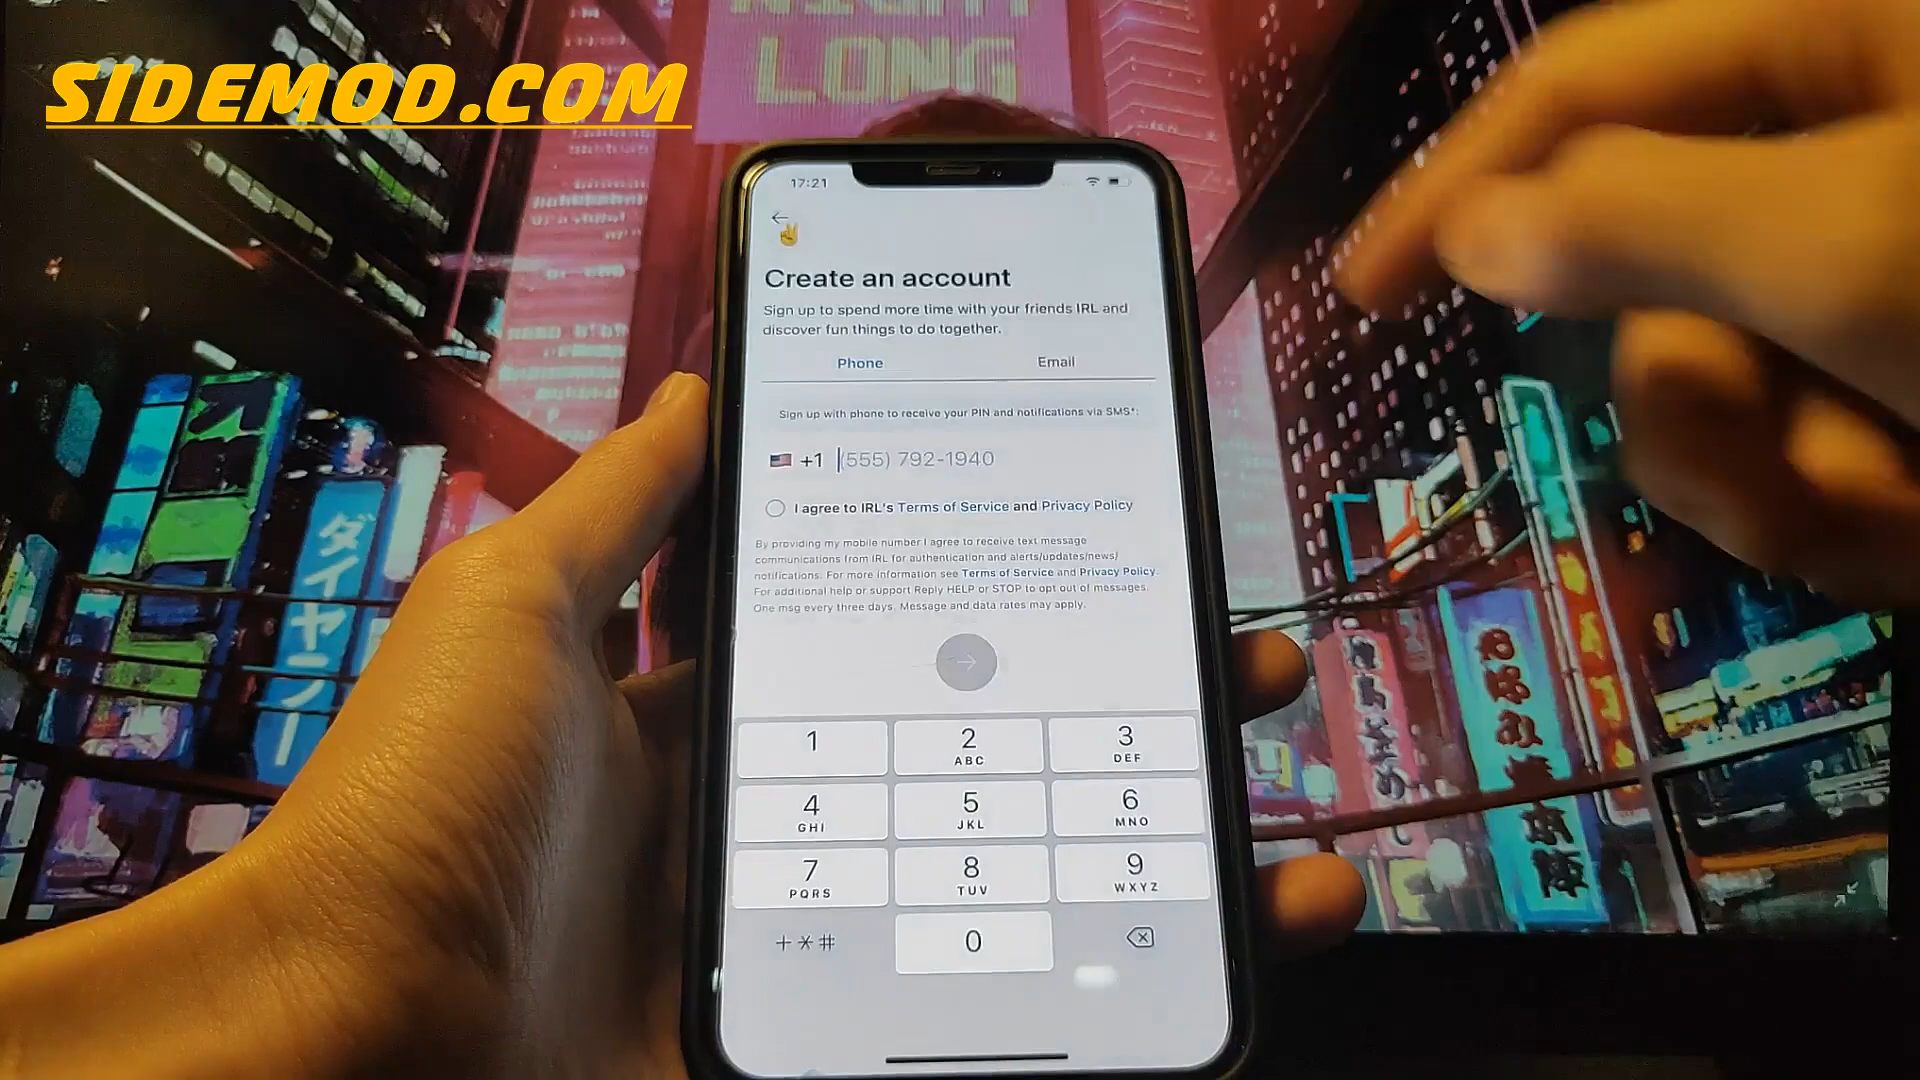 SIDEMOD.COM
LONG
17:21
Create an account
Sign up to spend more time with your friends IRL and
discover fun things to do together.
Phone Email
Sign up with phone to receive your PIN and notifications via SMS*:
+1 (555) 792-1940
I agree to IRL's Terms of Service and Privacy Policy
By providing my mobile number I agree to receive text message
communications from IRL for authentication and alerts/updates/news/
notifications. For more information see Terms of Service and Privacy Policy.
For additional help or support Reply HELP or STOP to opt out of messages.
One msg every three days. Message and data rates may apply.
1 2 3
ABC DEF
4 5 6
GHI JKL MNO
7 8 9
PQRS TUV WXYZ
+*# 0
ダイヤンノー